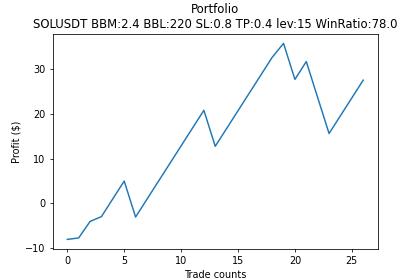 Portfolio
SOLUSDT BBM:2.4 BBL:220 SL:0.8 TP:0.4 lev:15 WinRatio:78.0
Profit ($)
30
20
10
0
−10
0 5 10 15 20 25
Trade counts